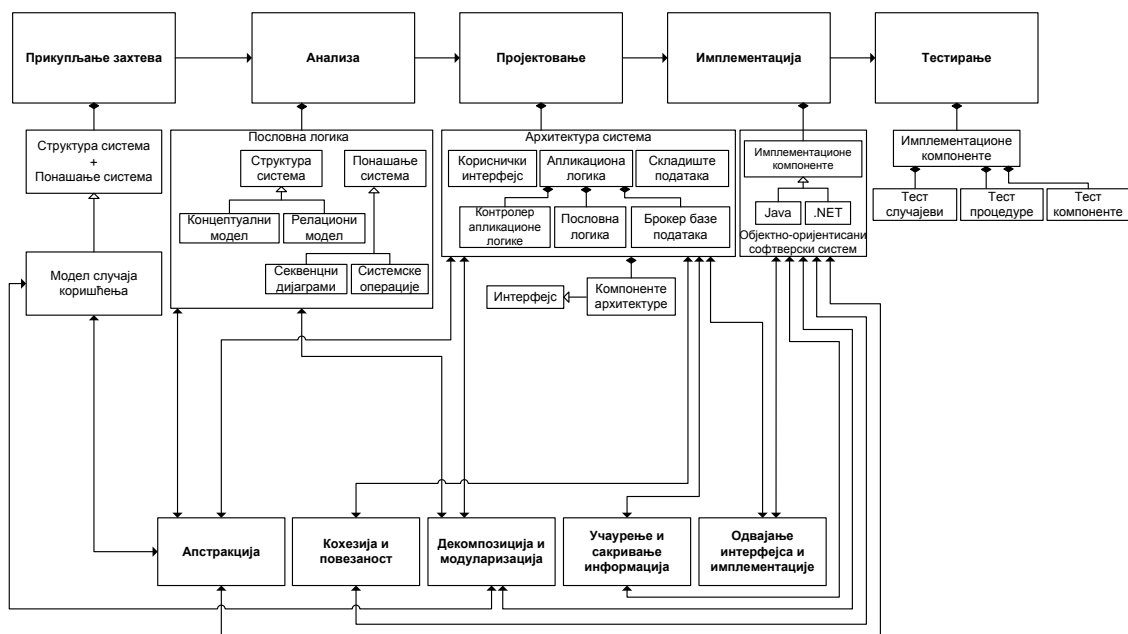 Прикупљање захтева
Анализа
Пројектовање
Имплементација
Тестирање
Структура система
+
Понашање система
Модел случаја
коришћења
Пословна логика
Структура
система
Понашање
система
Концептуални
модел
Релациони
модел
Секвенцни
дијаграми
Системске
операције
Архитектура система
Кориснички
интерфејс
Апликациона
логика
Складиште
података
Контролер
апликационе
логике
Пословна
логика
Брокер базе
података
Интерфејс
Компоненте
архитектуре
Имплементационе
компоненте
Java
.NET
Објектно-оријентисани
софтверски систем
Имплементационе
компоненте
Тест
случајеви
Тест
процедуре
Тест
компоненте
Апстракција
Кохезија и
повезаност
Декомпозиција и
модуларизација
Учаурење и
сакривање
информација
Одвајање
интерфејса и
имплементације